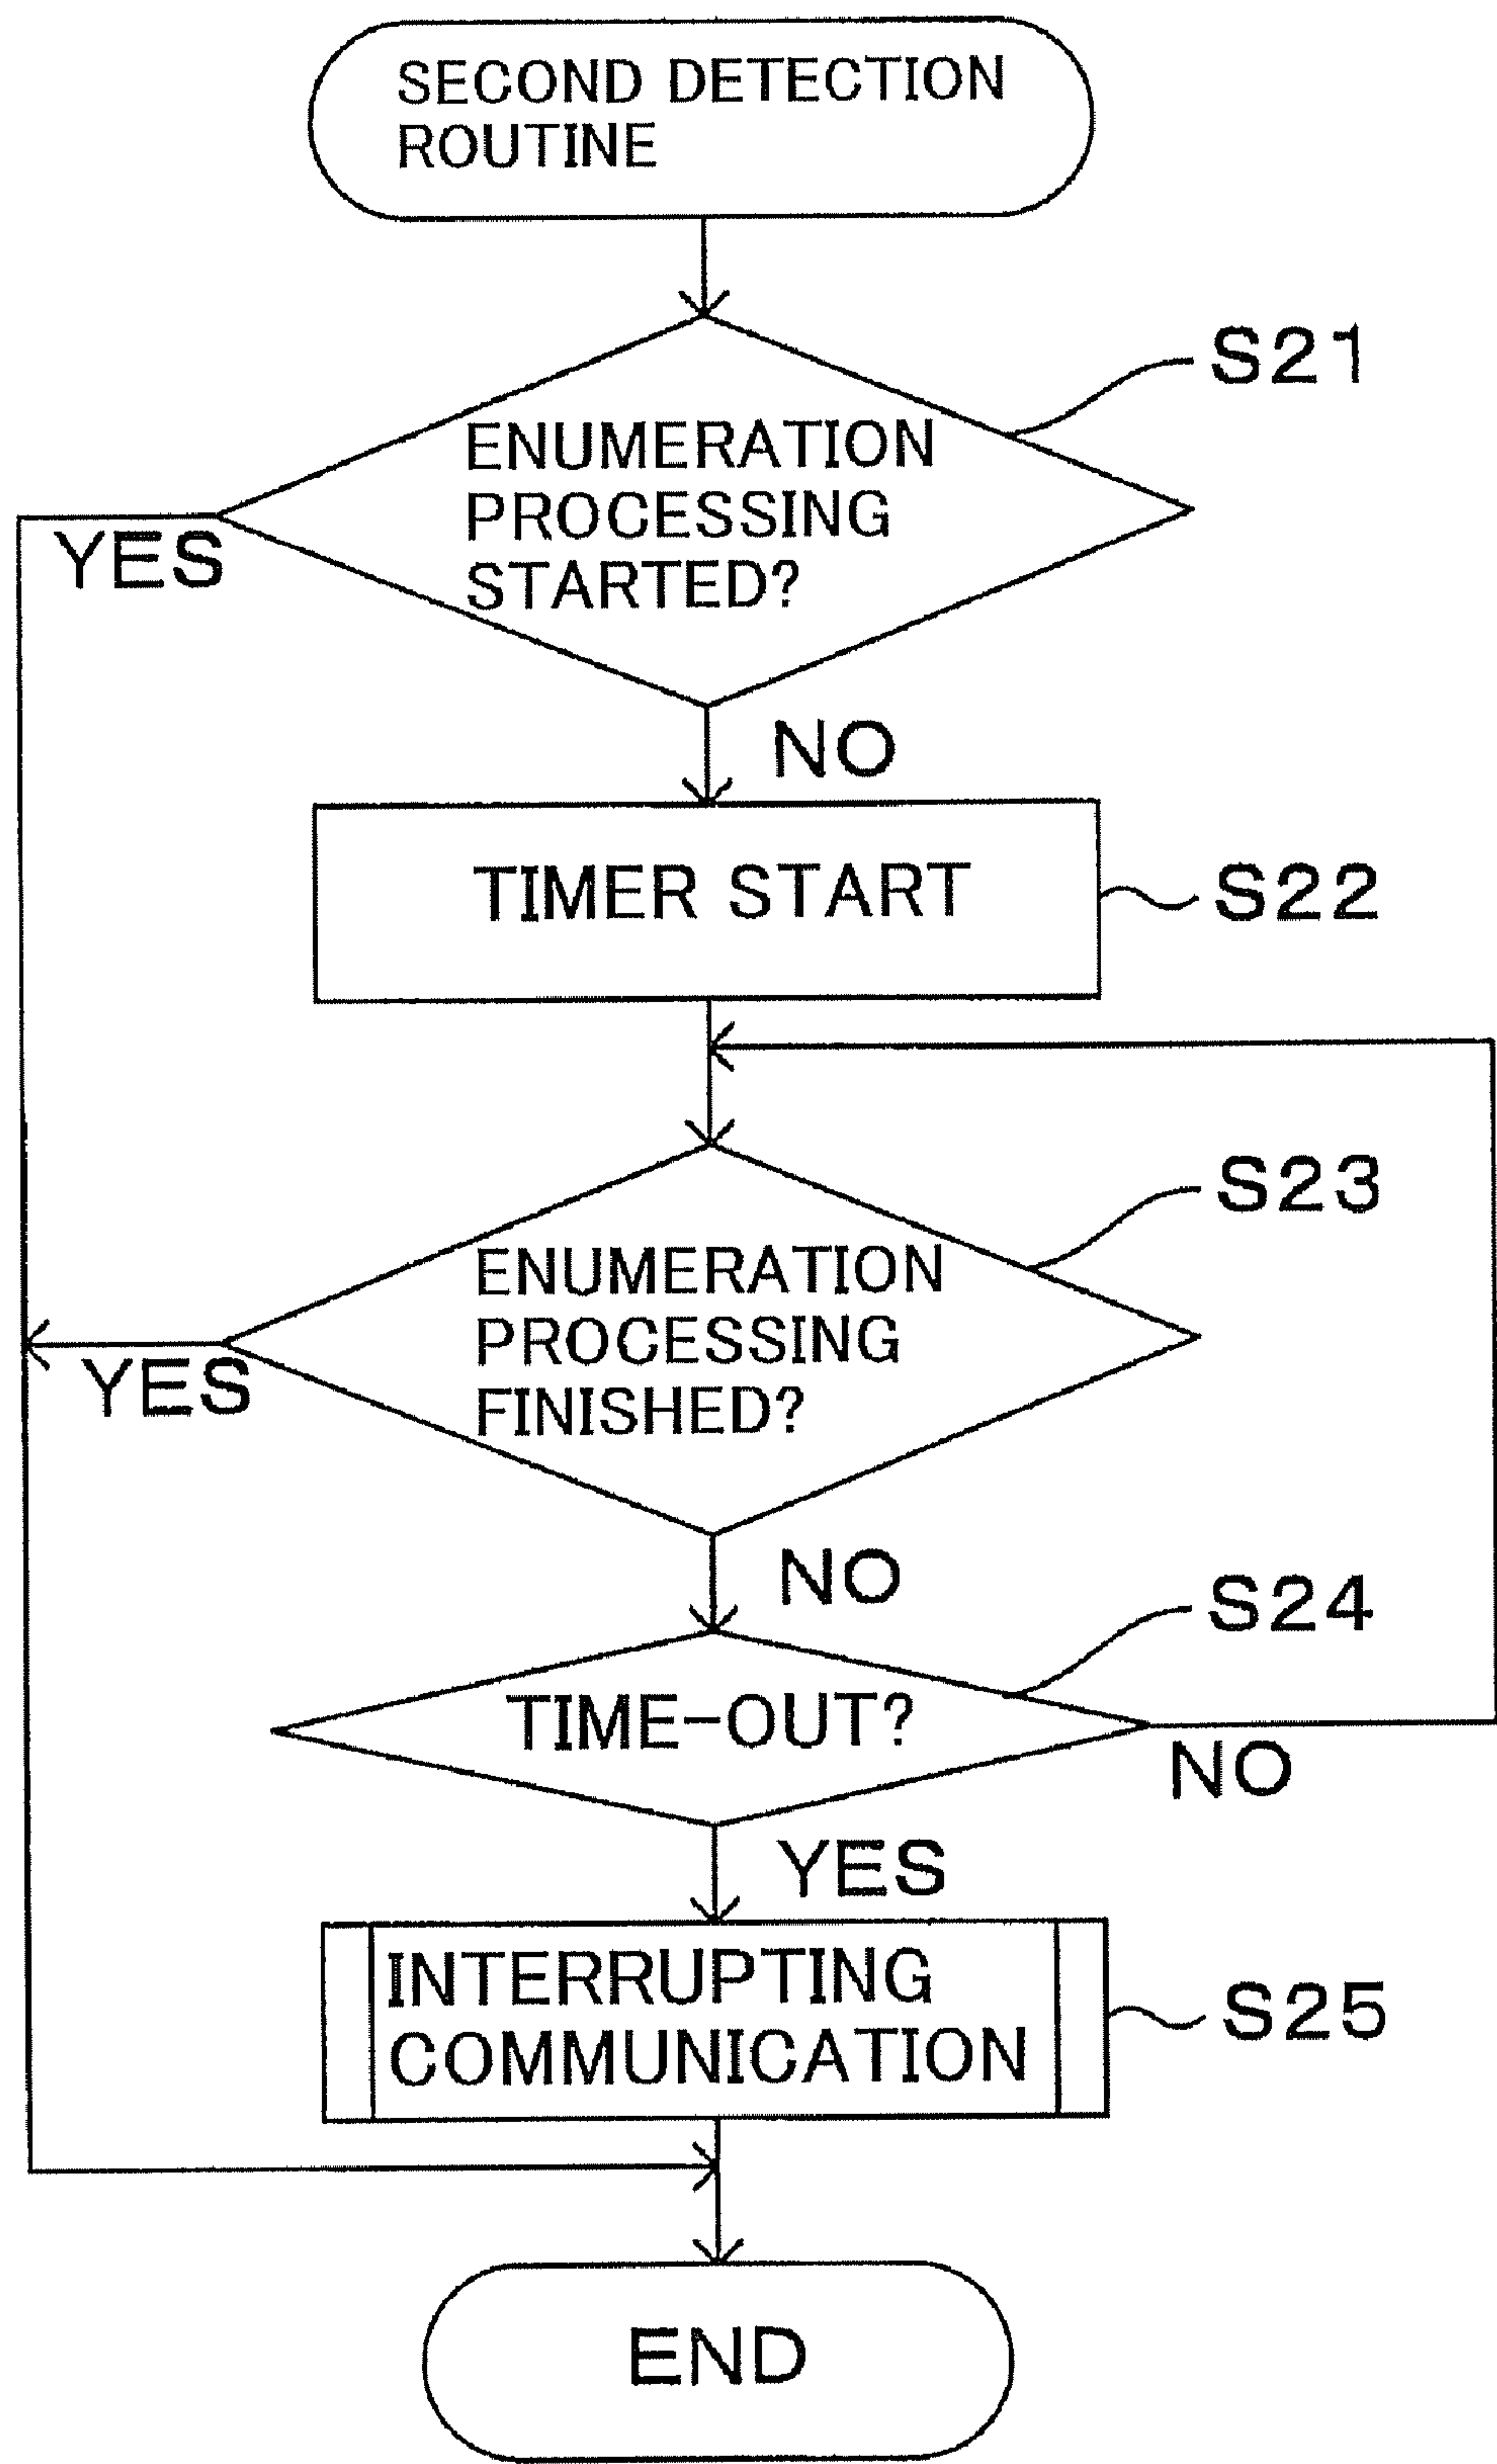 SECOND DETECTION
ROUTINE
S21
ENUMERATION
PROCESSING
STARTED?
YES
NO
TIMER START
S22
S23
ENUMERATION
PROCESSING
FINISHED?
YES
NO
S24
TIME-OUT?
NO
YES
INTERRUPTING
COMMUNICATION
S25
END